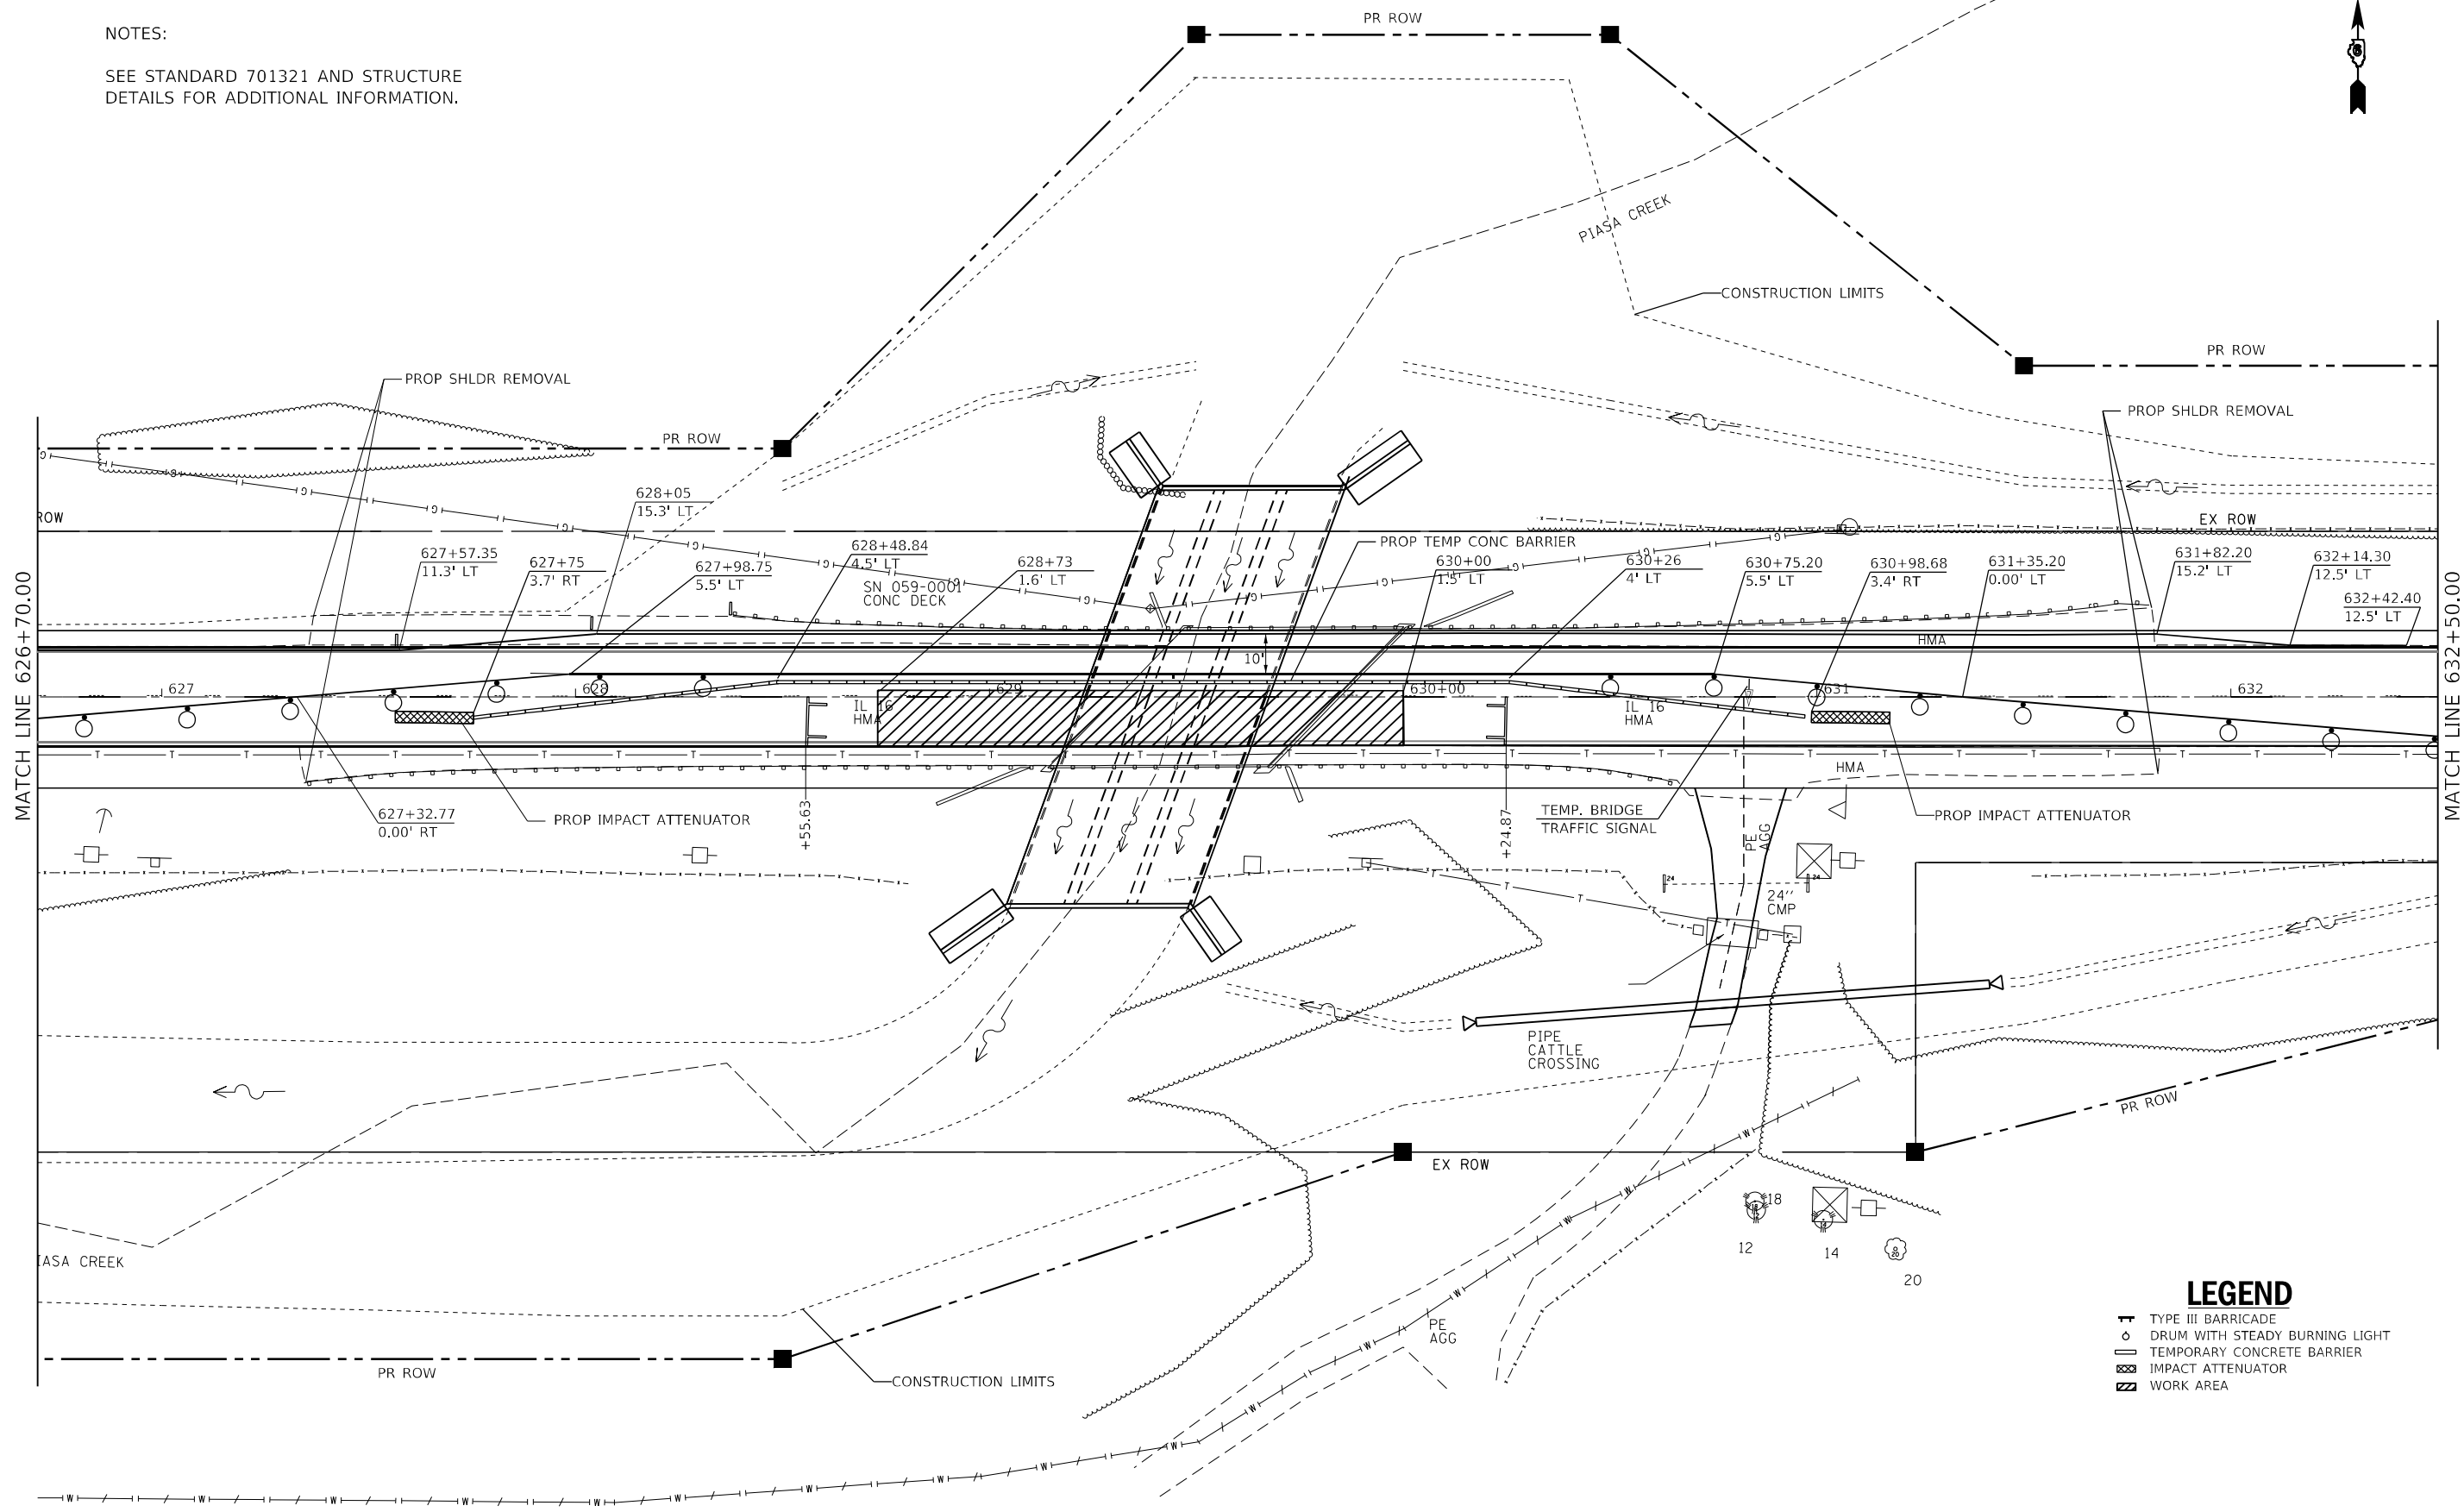 NOTES:
SEE STANDARD 701321 AND STRUCTURE
DETAILS FOR ADDITIONAL INFORMATION.
PR ROW
PIASA CREEK
CONSTRUCTION LIMITS
PR ROW
PROP SHLDR REMOVAL
PROP SHLDR REMOVAL
PR ROW
ROW
EX ROW
628+05
15.3' LT
627+57.35
11.3' LT
627+75
3.7' RT
627+98.75
5.5' LT
628+48.84
4.5' LT
SN 059-0001
CONC DECK
628+73
1.6' LT
PROP TEMP CONC BARRIER
630+00
1.5' LT
630+26
4' LT
630+75.20
5.5' LT
630+98.68
3.4' RT
631+35.20
0.00' LT
631+82.20
15.2' LT
632+14.30
12.5' LT
632+42.40
12.5' LT
MATCH LINE 626+70.00
MATCH LINE 632+50.00
HMA
10'
627
628
629
630+00
631
632
IL 16
HMA
IL 16
HMA
HMA
627+32.77
0.00' RT
PROP IMPACT ATTENUATOR
+55.63
+24.87
TEMP. BRIDGE
TRAFFIC SIGNAL
PE
AGG
PROP IMPACT ATTENUATOR
24
24
24''
CMP
PIPE
CATTLE
CROSSING
PR ROW
EX ROW
18
12
14
20
IASA CREEK
PE
AGG
PR ROW
CONSTRUCTION LIMITS
LEGEND
TYPE III BARRICADE
DRUM WITH STEADY BURNING LIGHT
TEMPORARY CONCRETE BARRIER
IMPACT ATTENUATOR
WORK AREA